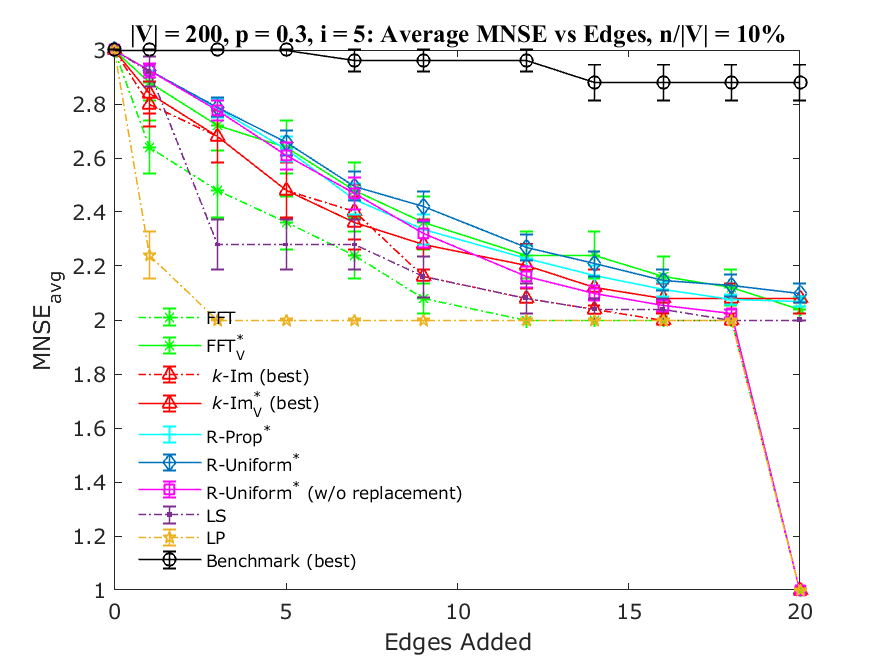 |V| = 200, p = 0.3, i = 5: Average MNSE vs Edges, n/|V| = 10%
3
2.8
2.6
2.4
2.2
2
1.8
1.6
1.4
1.2
1
MNSE_avg
FFT
FFT*_V
k-Im (best)
k-Im*_V (best)
R-Prop*
R-Uniform*
R-Uniform* (w/o replacement)
LS
LP
Benchmark (best)
0 5 10 15 20
Edges Added